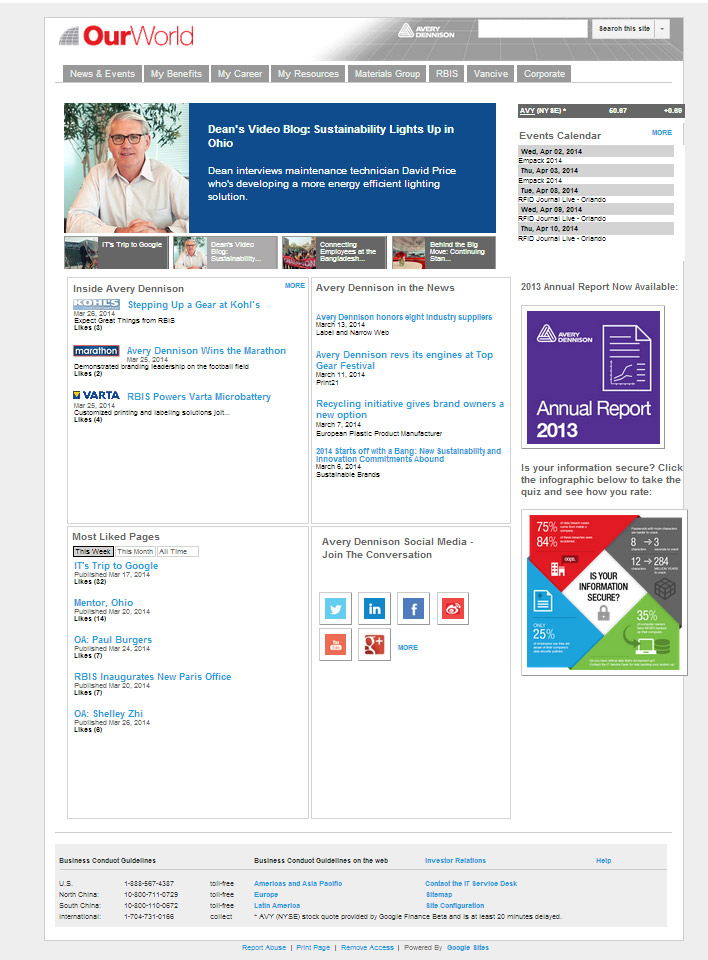 OurWorld
AVERY DENNISON
Search this site
News & Events
My Benefits
My Career
My Resources
Materials Group
RBIS
Vancive
Corporate
Dean's Video Blog: Sustainability Lights Up in
Ohio
Dean interviews maintenance technician David Price
who's developing a more energy efficient lighting
solution.
IT's Trip to Google
Dean's Video
Blog:
Sustainability...
Connecting
Employees at the
Bangladesh...
Behind the Big
Move: Continuing
Stan...
AVY (NYSE) * 50.67 +0.69
Events Calendar MORE
Wed, Apr 02, 2014
Empack 2014
Thu, Apr 03, 2014
Empack 2014
Tue, Apr 08, 2014
RFID Journal Live - Orlando
Wed, Apr 09, 2014
RFID Journal Live - Orlando
Thu, Apr 10, 2014
RFID Journal Live - Orlando
Inside Avery Dennison MORE
KOHL'S Stepping Up a Gear at Kohl's
Mar 26, 2014
Expect Great Things from RBIS
Likes (3)
marathon Avery Dennison Wins the Marathon
Mar 25, 2014
Demonstrated branding leadership on the football field
Likes (2)
VARTA RBIS Powers Varta Microbattery
Mar 25, 2014
Customized printing and labeling solutions jolt...
Likes (4)
Avery Dennison in the News
Avery Dennison honors eight industry suppliers
March 13, 2014
Label and Narrow Web
Avery Dennison revs its engines at Top
Gear Festival
March 11, 2014
Print21
Recycling initiative gives brand owners a
new option
March 7, 2014
European Plastic Product Manufacturer
2014 Starts off with a Bang: New Sustainability and
Innovation Commitments Abound
March 6, 2014
Sustainable Brands
2013 Annual Report Now Available:
AVERY
DENNISON
Annual Report
2013
Is your information secure? Click
the infographic below to take the
quiz and see how you rate:
75%
84%
oops.
8 → 3
12 → 284
IS YOUR
INFORMATION
SECURE?
ONLY
25%
35%
Most Liked Pages
This Week
This Month
All Time
IT's Trip to Google
Published Mar 17, 2014
Likes (32)
Mentor, Ohio
Published Mar 20, 2014
Likes (14)
OA: Paul Burgers
Published Mar 24, 2014
Likes (7)
RBIS Inaugurates New Paris Office
Published Mar 20, 2014
Likes (7)
OA: Shelley Zhi
Published Mar 26, 2014
Likes (6)
Avery Dennison Social Media -
Join The Conversation
MORE
Business Conduct Guidelines
Business Conduct Guidelines on the web
Investor Relations
Help
U.S. 1-888-567-4387 toll-free Americas and Asia Pacific Contact the IT Service Desk
North China: 10-800-711-0729 toll-free Europe Sitemap
South China: 10-800-110-0672 toll-free Latin America Site Configuration
International: 1-704-731-0166 collect * AVY (NYSE) stock quote provided by Google Finance Beta and is at least 20 minutes delayed.
Report Abuse | Print Page | Remove Access | Powered By Google Sites